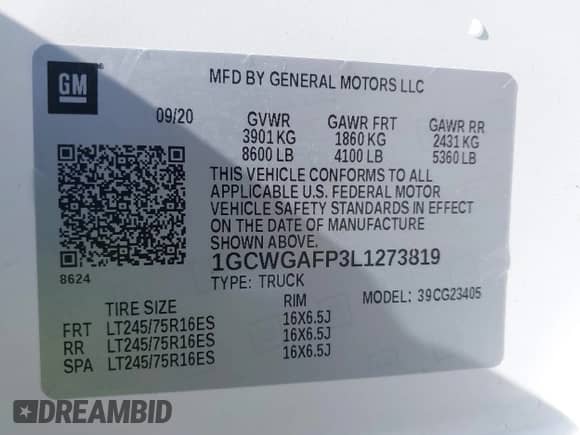 GM
MFD BY GENERAL MOTORS LLC
09/20 GVWR GAWR FRT GAWR RR
3901 KG 1860 KG 2431 KG
8600 LB 4100 LB 5360 LB
THIS VEHICLE CONFORMS TO ALL
APPLICABLE U.S. FEDERAL MOTOR
VEHICLE SAFETY STANDARDS IN EFFECT
ON THE DATE OF MANUFACTURE
SHOWN ABOVE.
8624
1GCWGAFP3L1273819
TYPE: TRUCK MODEL: 39CG23405
TIRE SIZE RIM
FRT LT245/75R16ES 16X6.5J
RR LT245/75R16ES 16X6.5J
SPA LT245/75R16ES 16X6.5J
DREAMBID